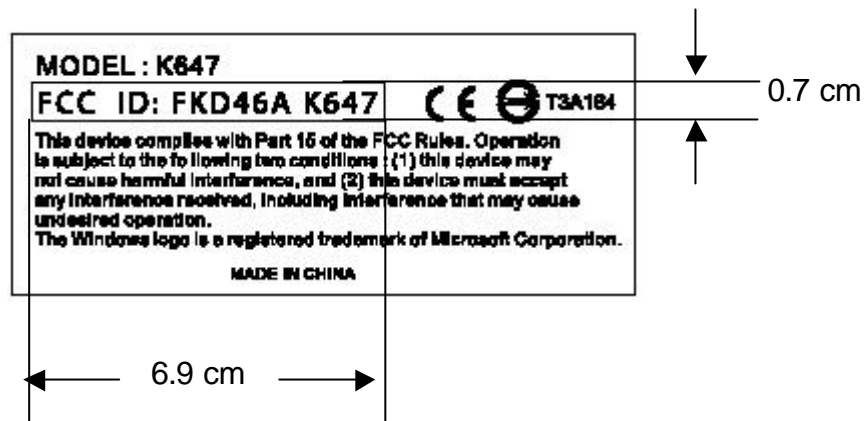 MODEL : K647
FCC ID: FKD46A K647
CE T3A184
0.7 cm
This device complies with Part 15 of the FCC Rules. Operation
is subject to the following two conditions : (1) this device may
not cause harmful interference, and (2) this device must accept
any interference received, including interference that may cause
undesired operation.
The Windows logo is a registered trademark of Microsoft Corporation.
MADE IN CHINA
6.9 cm